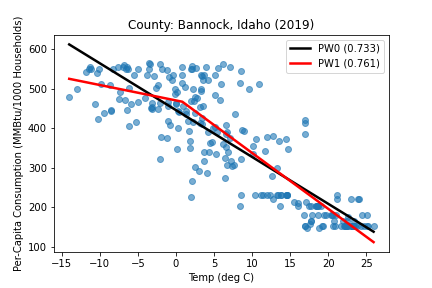 County: Bannock, Idaho (2019)
PW0 (0.733)
PW1 (0.761)
Per-Capita Consumption (MMBtu/1000 Households)
600
500
400
300
200
100
−15 −10 −5 0 5 10 15 20 25
Temp (deg C)